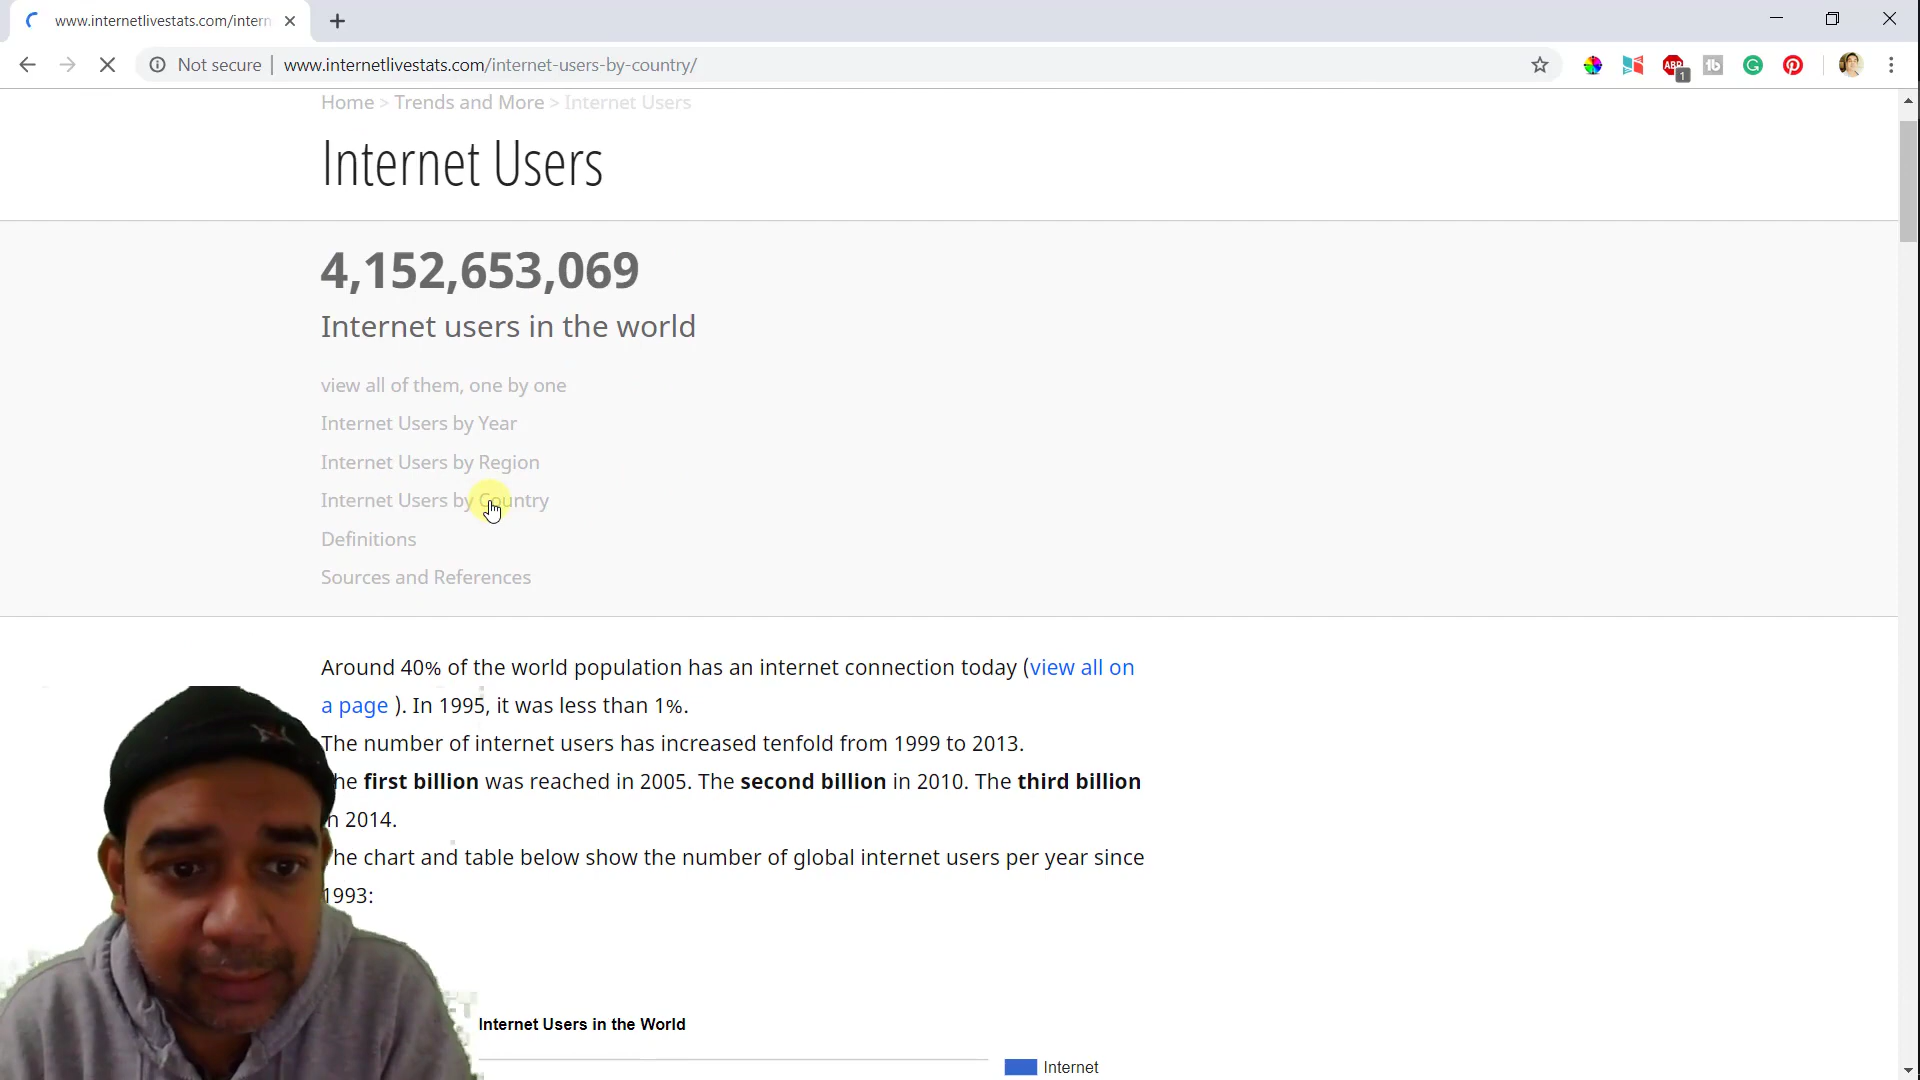 www.internetlivestats.com/intern
Not secure | www.internetlivestats.com/internet-users-by-country/
ABP
1
tb
Home > Trends and More > Internet Users
Internet Users
4,152,653,069
Internet users in the world
view all of them, one by one
Internet Users by Year
Internet Users by Region
Internet Users by Country
Definitions
Sources and References
Around 40% of the world population has an internet connection today (view all on
a page ). In 1995, it was less than 1%.
The number of internet users has increased tenfold from 1999 to 2013.
he first billion was reached in 2005. The second billion in 2010. The third billion
n 2014.
he chart and table below show the number of global internet users per year since
1993:
Internet Users in the World
Internet